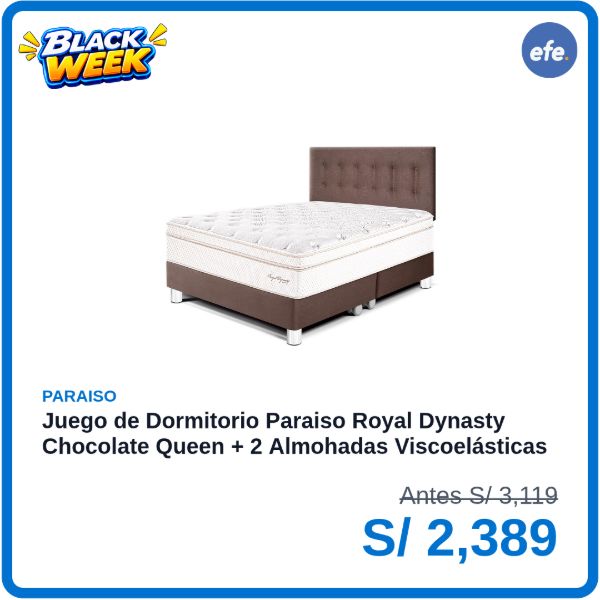 BLACK
WEEK
efe.
PARAISO
Juego de Dormitorio Paraiso Royal Dynasty
Chocolate Queen + 2 Almohadas Viscoelásticas
Antes S/ 3,119
S/ 2,389